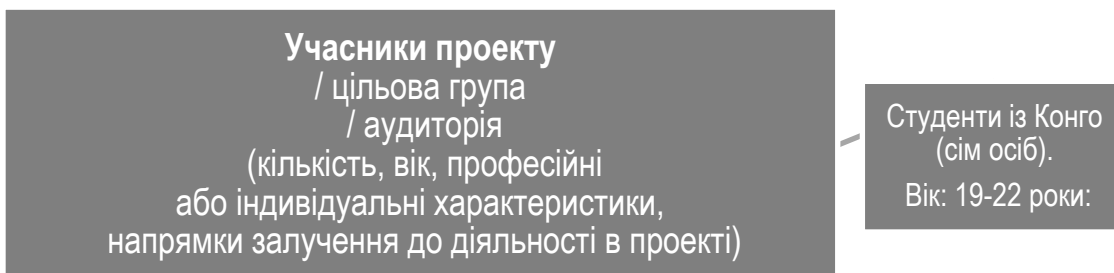 Учасники проекту
/ цільова група
/ аудиторія
(кількість, вік, професійні
або індивідуальні характеристики,
напрямки залучення до діяльності в проекті)
Студенти із Конго
(сім осіб).
Вік: 19-22 роки: